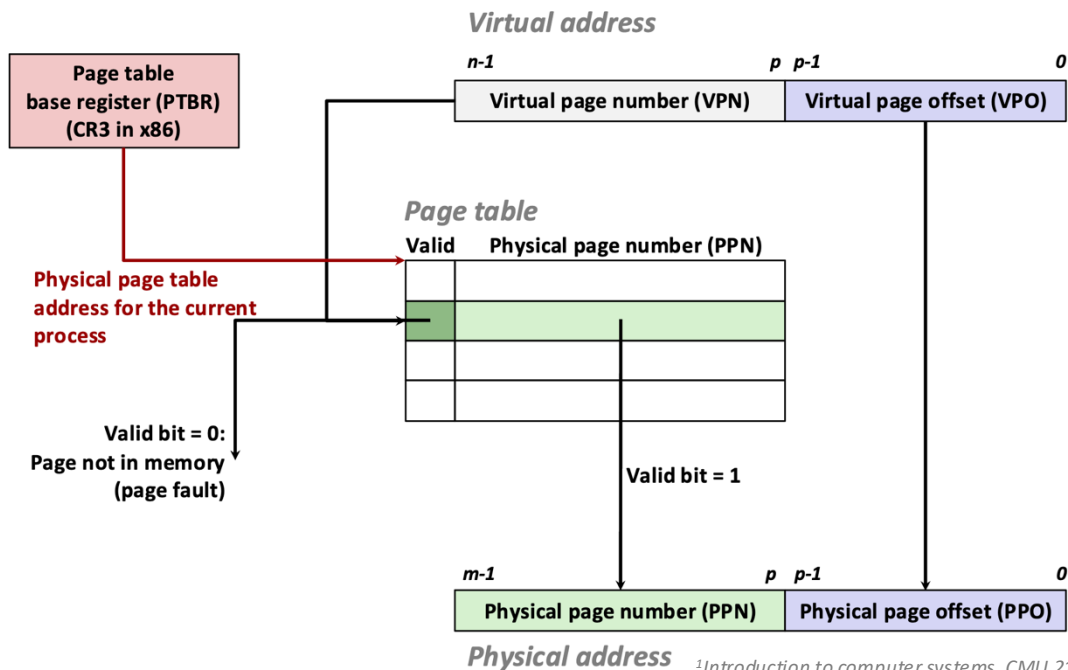 Virtual address
Page table
base register (PTBR)
(CR3 in x86)
n-1 p p-1 0
Virtual page number (VPN) Virtual page offset (VPO)
Page table
Valid Physical page number (PPN)
Physical page table
address for the current
process
Valid bit = 0:
Page not in memory
(page fault)
Valid bit = 1
m-1 p p-1 0
Physical page number (PPN) Physical page offset (PPO)
Physical address
1Introduction to computer systems, CMU